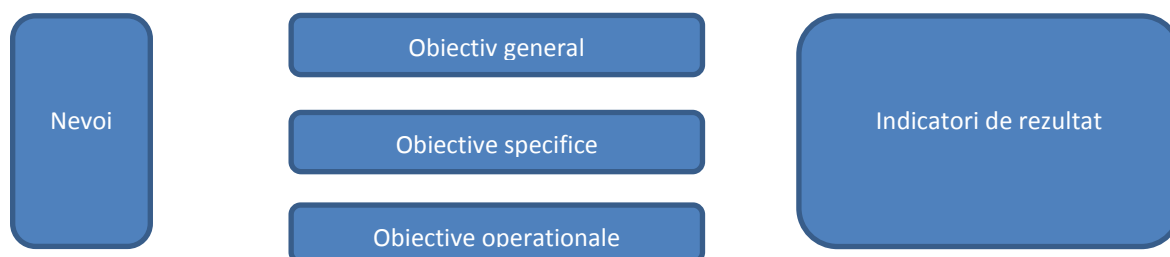 Nevoi
Obiectiv general
Obiective specifice
Obiective operationale
Indicatori de rezultat